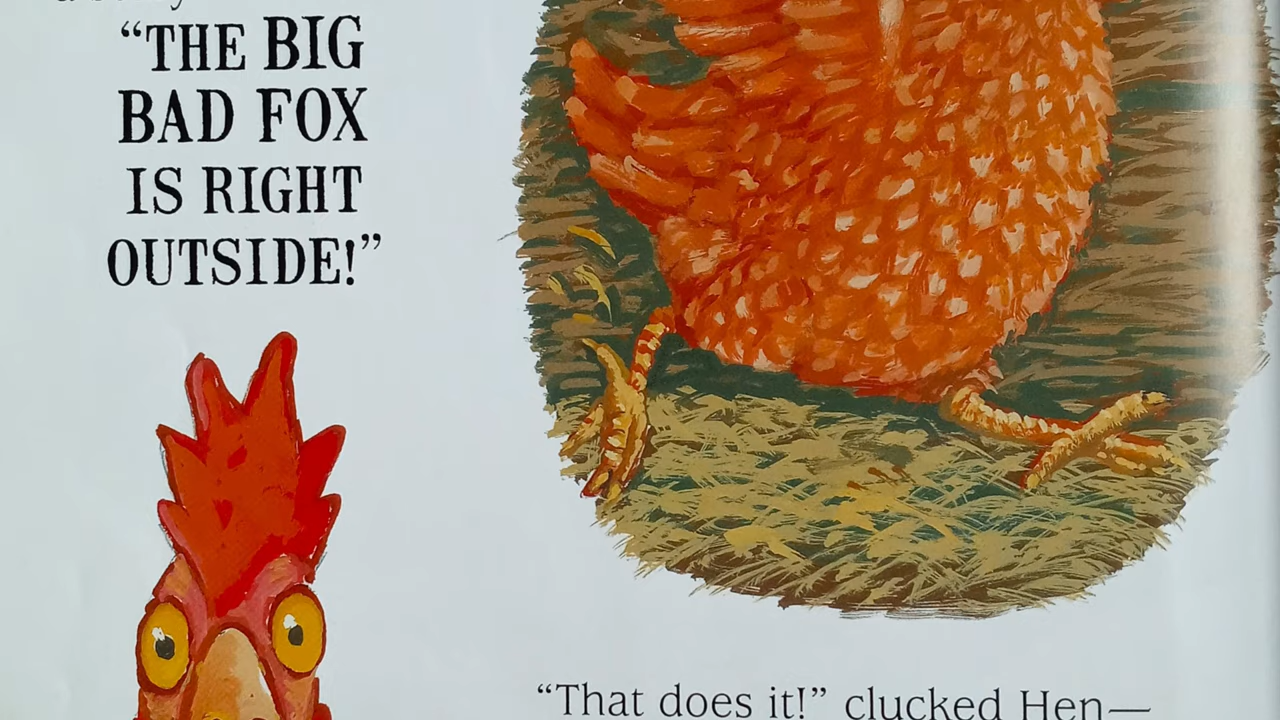 “THE BIG
BAD FOX
IS RIGHT
OUTSIDE!”
“That does it!” clucked Hen—